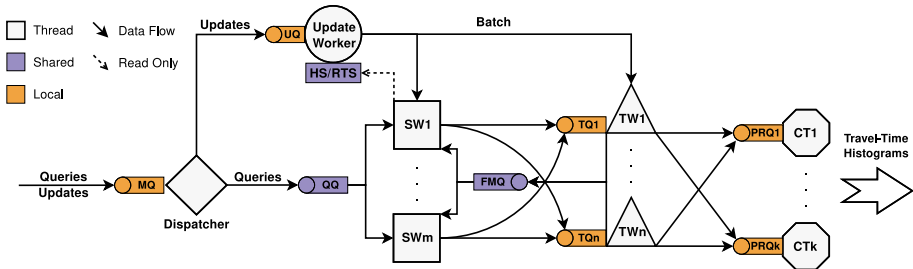 Thread
Data Flow
Shared
Read Only
Local
Updates
UQ
Update
Worker
Batch
HS/RTS
SW1
TQ1
TW1
PRQ1
CT1
Travel-Time
Histograms
Queries
Updates
MQ
Dispatcher
Queries
QQ
FMQ
SWm
TQn
TWn
PRQk
CTk